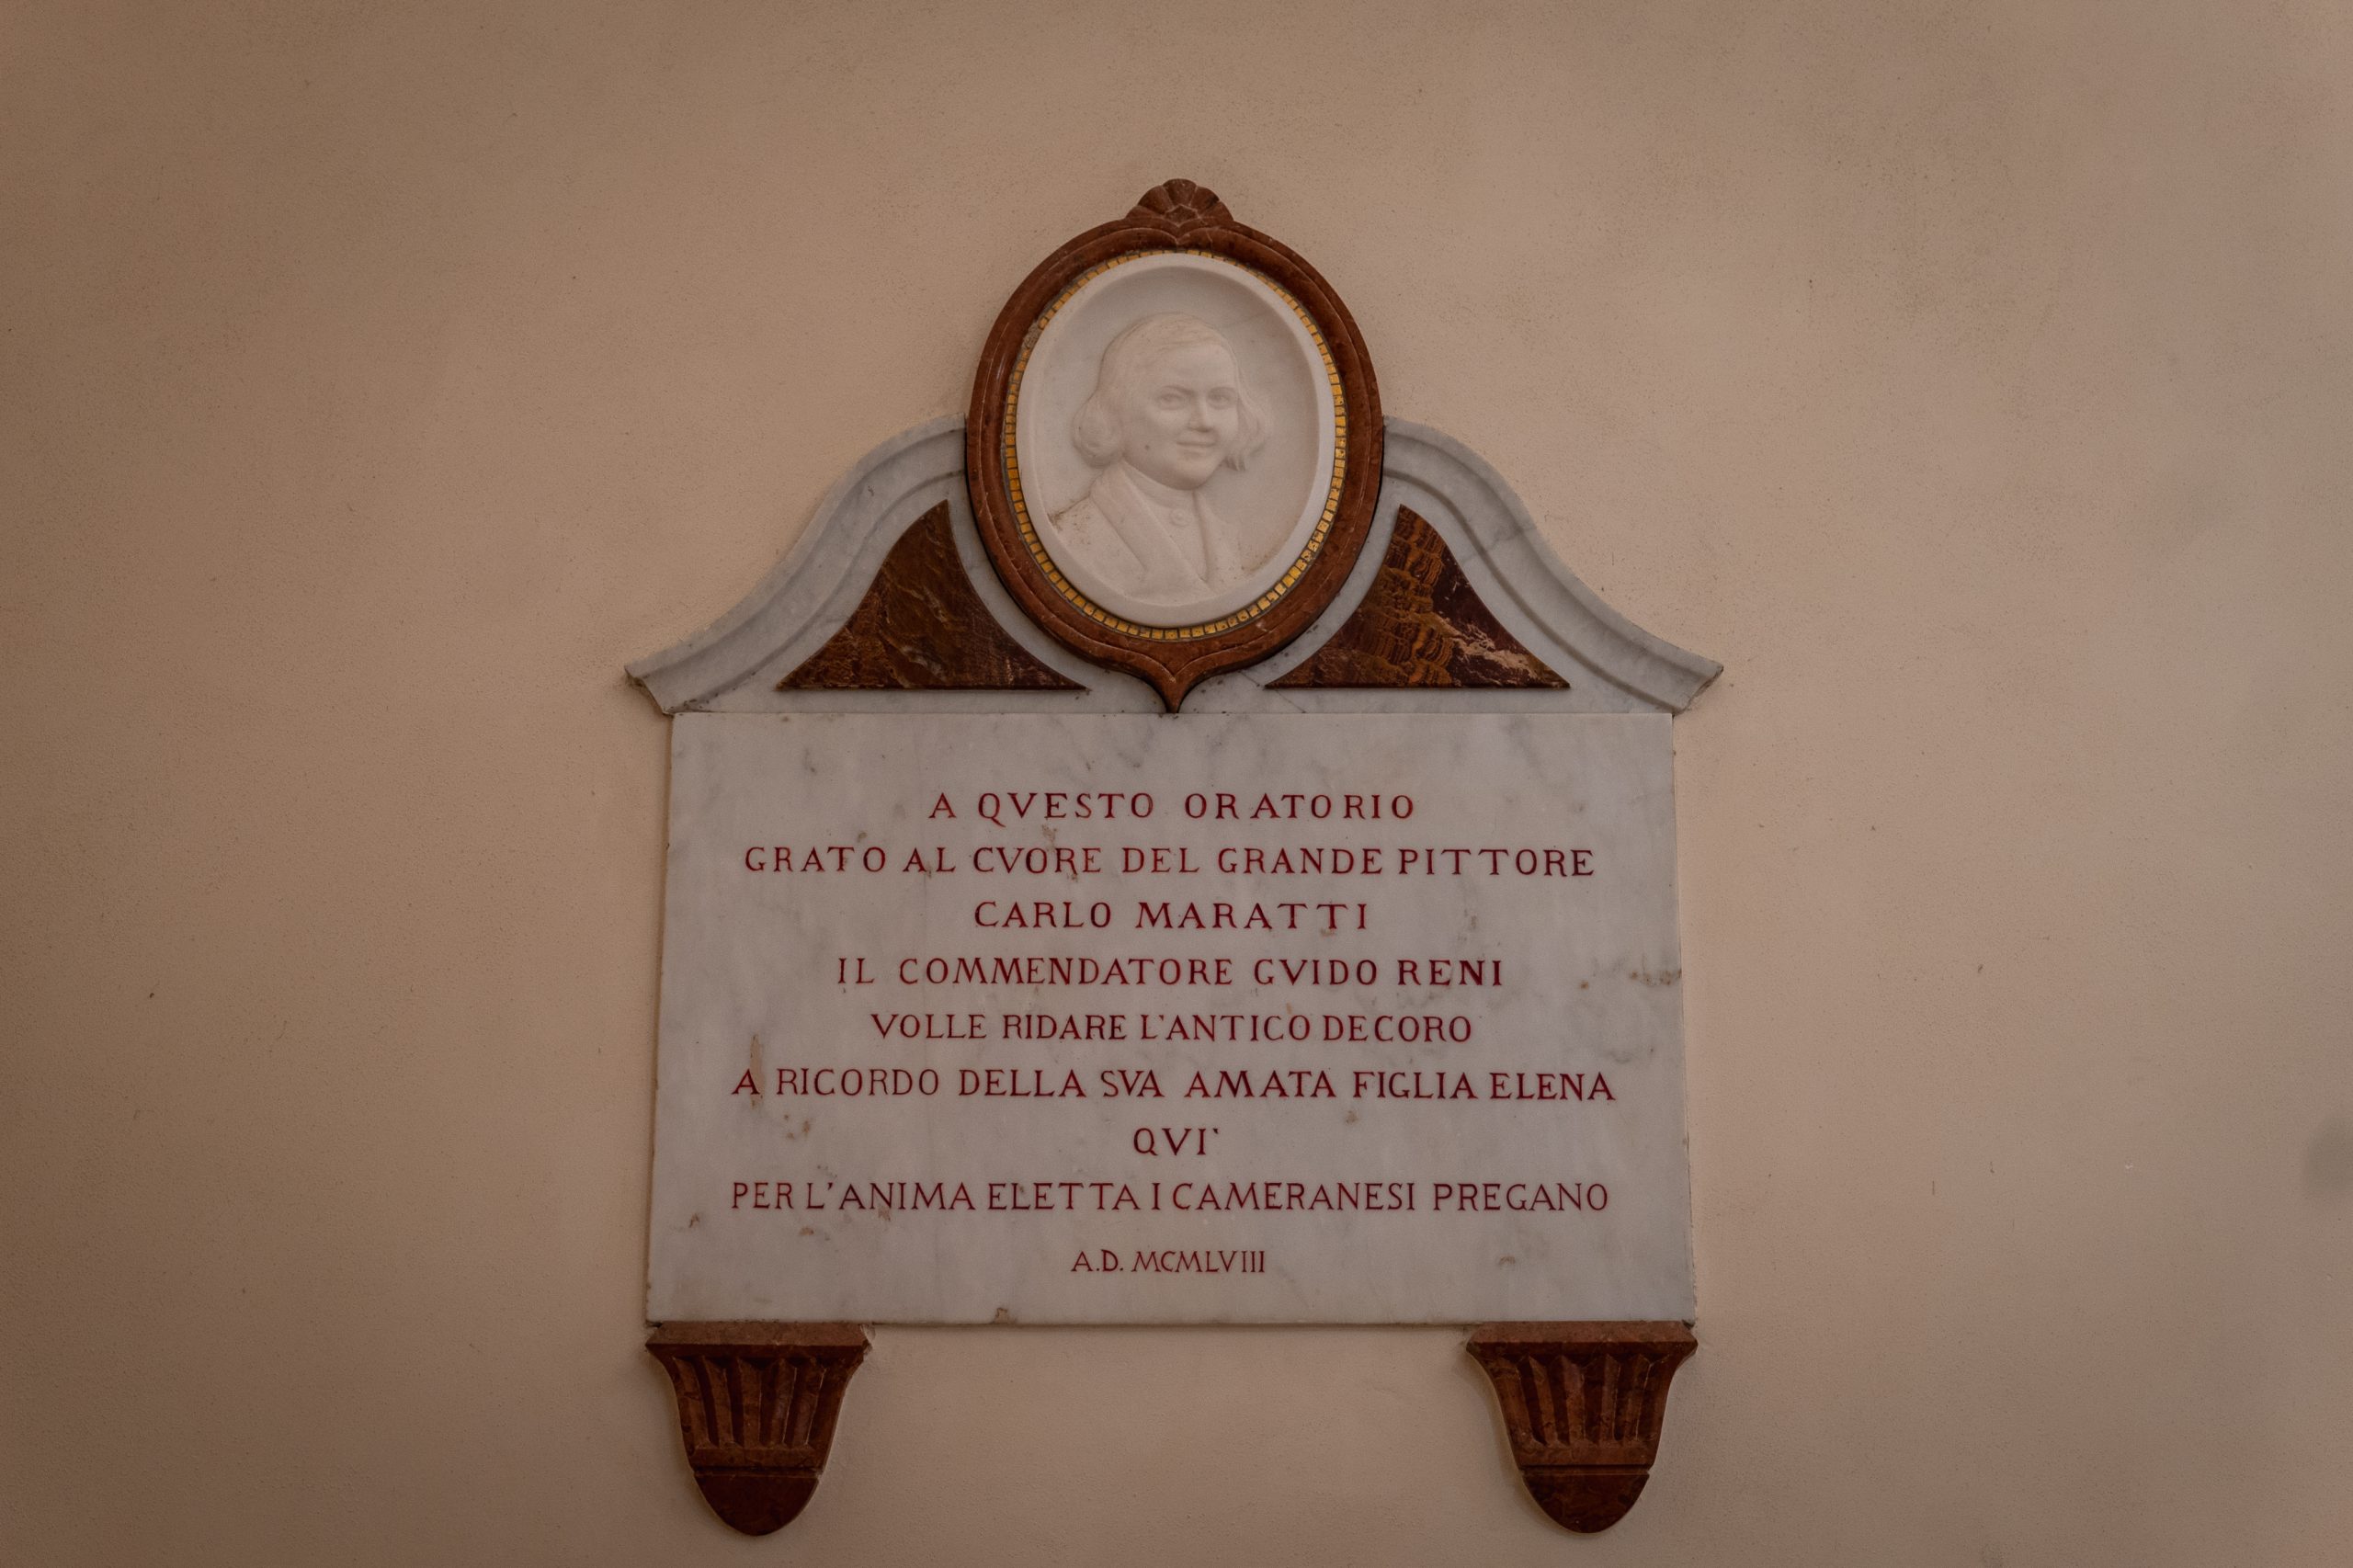 A QVESTO ORATORIO
GRATO AL CVORE DEL GRANDE PITTORE
CARLO MARATTI
IL COMMENDATORE GVIDO RENI
VOLLE RIDARE L'ANTICO DECORO
A RICORDO DELLA SVA AMATA FIGLIA ELENA
QVI'
PER L'ANIMA ELETTA I CAMERANESI PREGANO
A.D. MCMLVIII